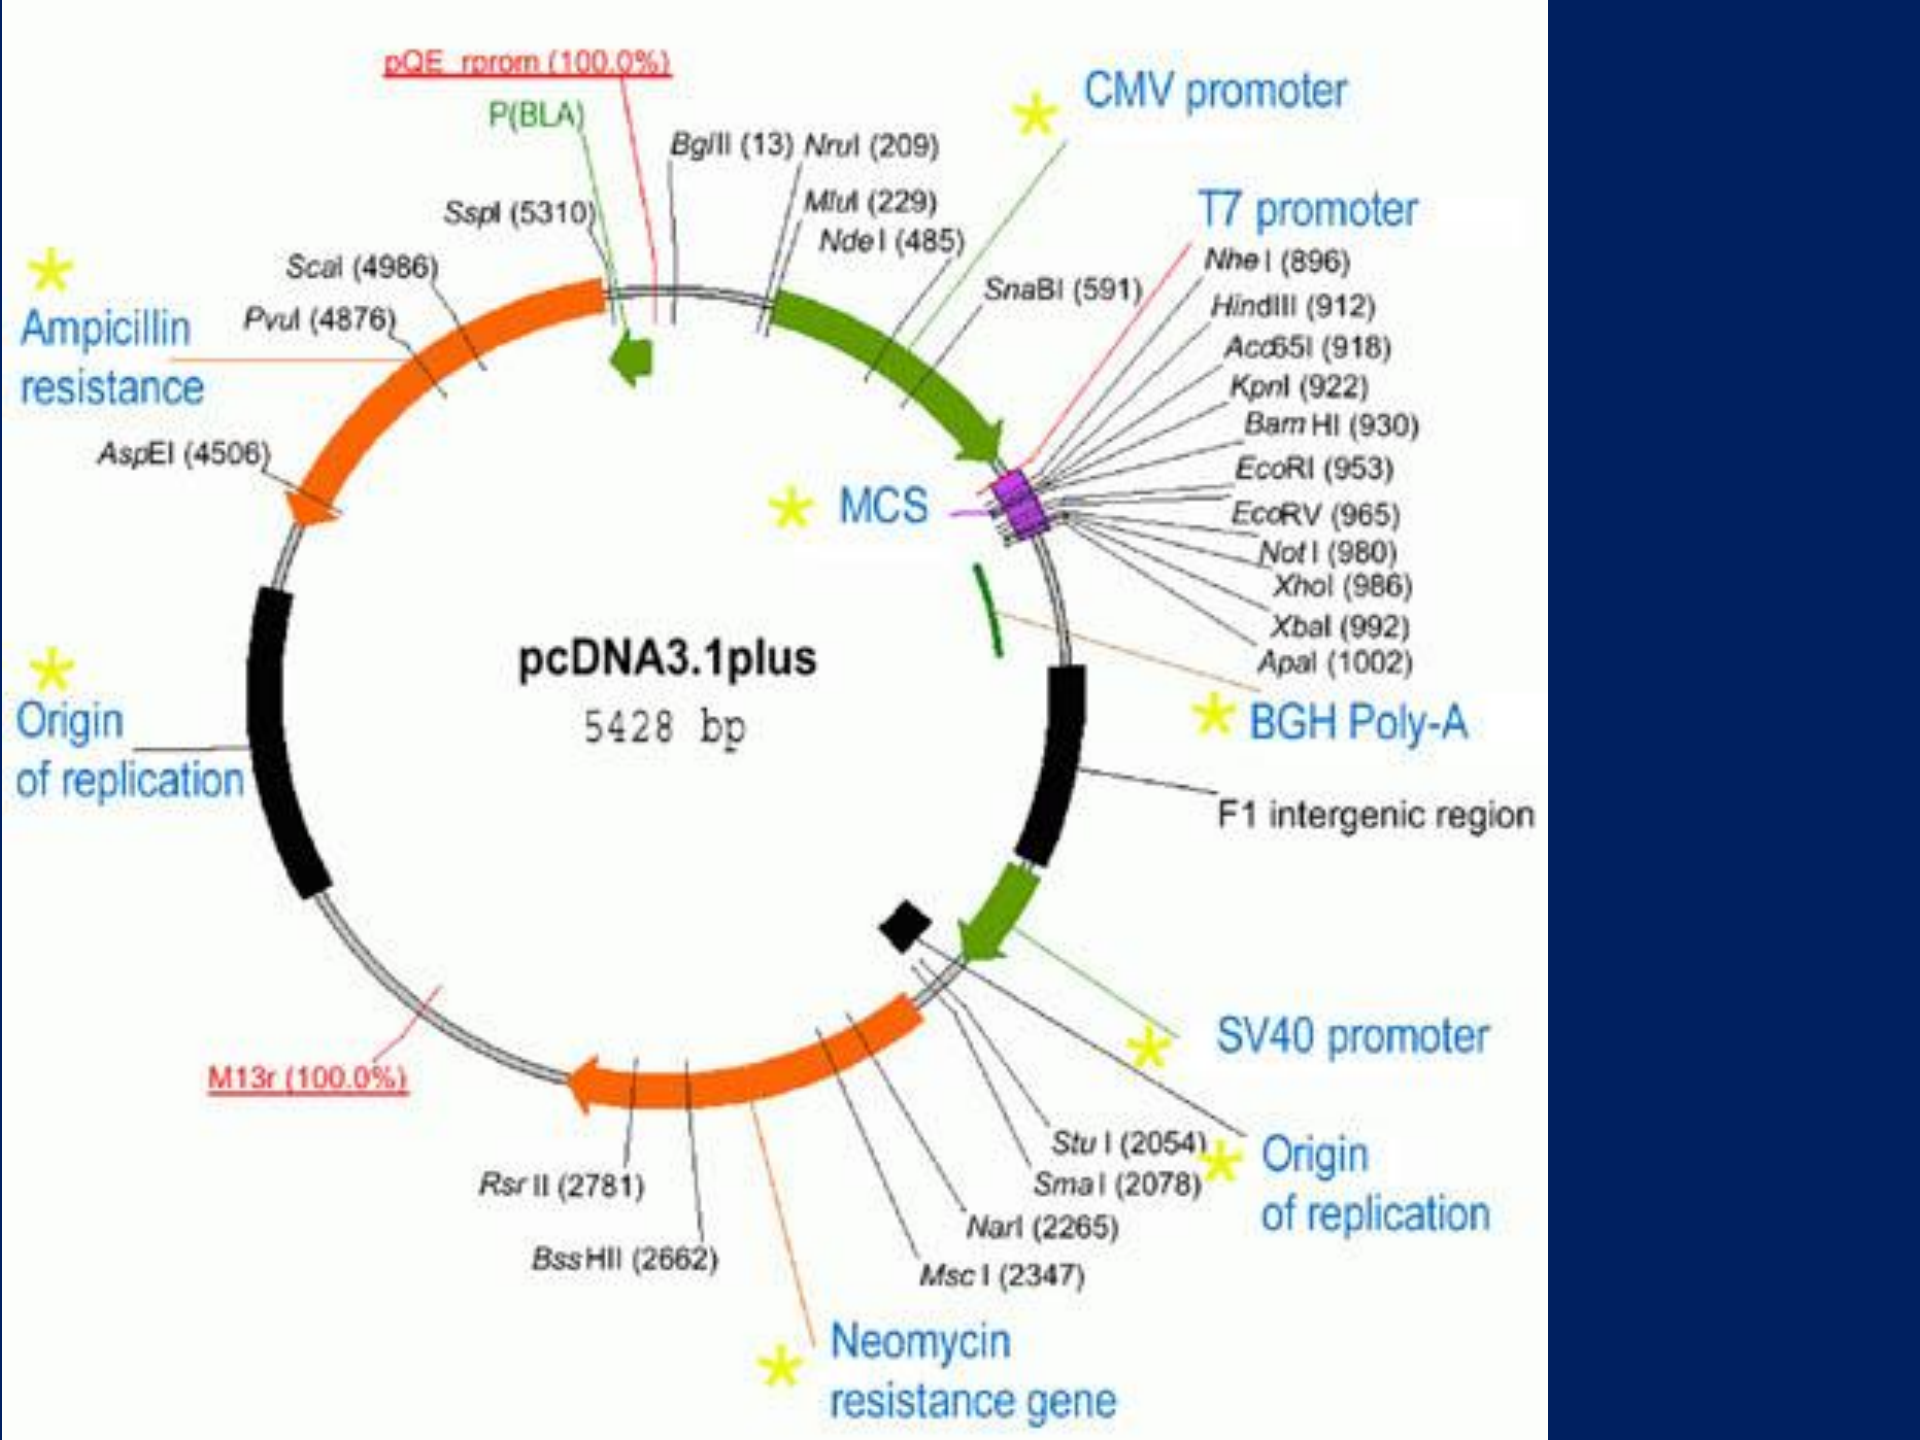 pQE_rprom (100.0%)
P(BLA)
BglII (13)
NruI (209)
MluI (229)
NdeI (485)
SspI (5310)
ScaI (4986)
PvuI (4876)
AspEI (4506)
CMV promoter
SnaBI (591)
T7 promoter
NheI (896)
HindIII (912)
Acc65I (918)
KpnI (922)
BamHI (930)
EcoRI (953)
EcoRV (965)
NotI (980)
XhoI (986)
XbaI (992)
ApaI (1002)
Ampicillin
resistance
MCS
pcDNA3.1plus
5428 bp
BGH Poly-A
F1 intergenic region
Origin
of replication
SV40 promoter
M13r (100.0%)
StuI (2054)
SmaI (2078)
NarI (2265)
MscI (2347)
Origin
of replication
RsrII (2781)
BssHII (2662)
Neomycin
resistance gene